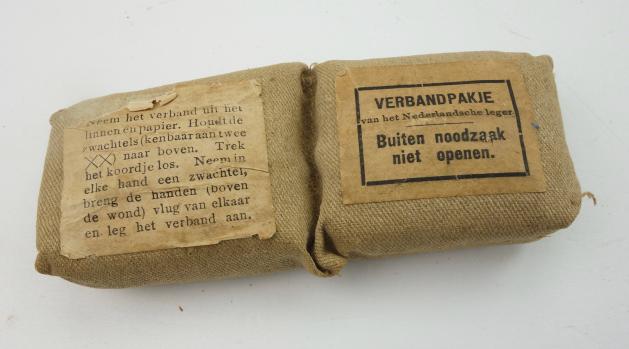 Neem het verband uit het
linnen en papier. Houdt de
zwachtels (kenbaar aan twee
XX) naar boven. Trek
het koordje los. Neem in
elke hand een zwachtel,
breng de handen (boven
de wond) vlug van elkaar
en leg het verband aan.
VERBANDPAKJE
van het Nederlandsche leger
Buiten noodzaak
niet openen.